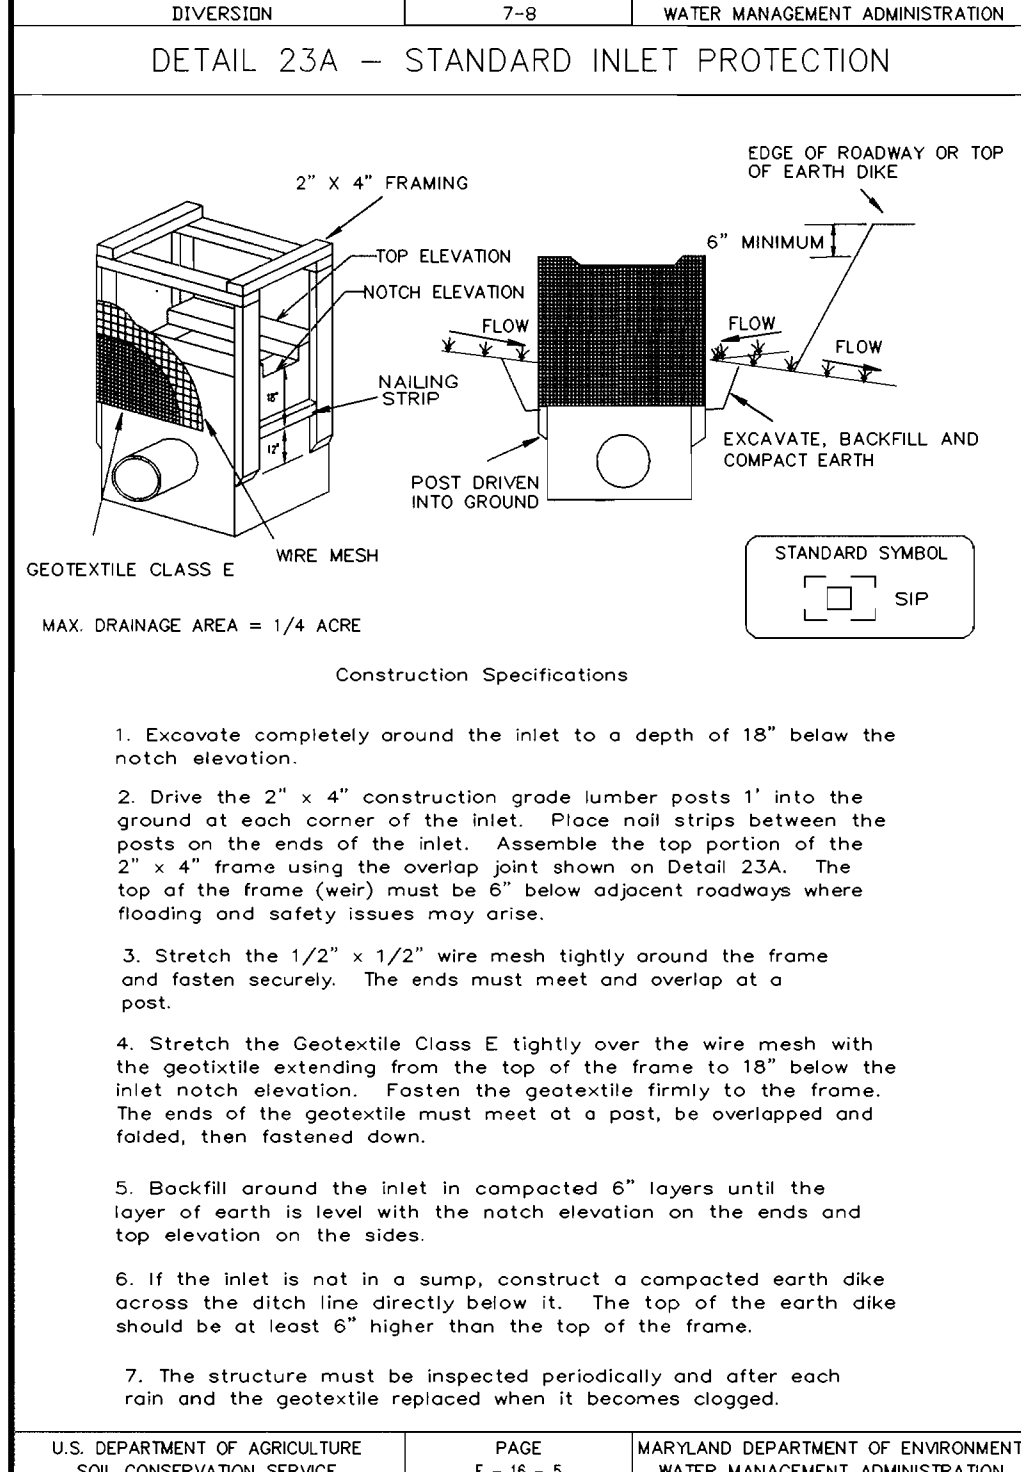 DIVERSION 7-8 WATER MANAGEMENT ADMINISTRATION
DETAIL 23A – STANDARD INLET PROTECTION
EDGE OF ROADWAY OR TOP
OF EARTH DIKE
2" X 4" FRAMING
6" MINIMUM
TOP ELEVATION
NOTCH ELEVATION
FLOW
FLOW
FLOW
NAILING
STRIP
18"
12"
EXCAVATE, BACKFILL AND
COMPACT EARTH
POST DRIVEN
INTO GROUND
WIRE MESH
GEOTEXTILE CLASS E
STANDARD SYMBOL
SIP
MAX. DRAINAGE AREA = 1/4 ACRE
Construction Specifications
1. Excavate completely around the inlet to a depth of 18" below the
notch elevation.
2. Drive the 2" x 4" construction grade lumber posts 1' into the
ground at each corner of the inlet. Place nail strips between the
posts on the ends of the inlet. Assemble the top portion of the
2" x 4" frame using the overlap joint shown on Detail 23A. The
top of the frame (weir) must be 6" below adjacent roadways where
flooding and safety issues may arise.
3. Stretch the 1/2" x 1/2" wire mesh tightly around the frame
and fasten securely. The ends must meet and overlap at a
post.
4. Stretch the Geotextile Class E tightly over the wire mesh with
the geotixtile extending from the top of the frame to 18" below the
inlet notch elevation. Fasten the geotextile firmly to the frame.
The ends of the geotextile must meet at a post, be overlapped and
folded, then fastened down.
5. Backfill around the inlet in compacted 6" layers until the
layer of earth is level with the notch elevation on the ends and
top elevation on the sides.
6. If the inlet is not in a sump, construct a compacted earth dike
across the ditch line directly below it. The top of the earth dike
should be at least 6" higher than the top of the frame.
7. The structure must be inspected periodically and after each
rain and the geotextile replaced when it becomes clogged.
U.S. DEPARTMENT OF AGRICULTURE PAGE MARYLAND DEPARTMENT OF ENVIRONMENT
SOIL CONSERVATION SERVICE E - 16 - 5 WATER MANAGEMENT ADMINISTRATION